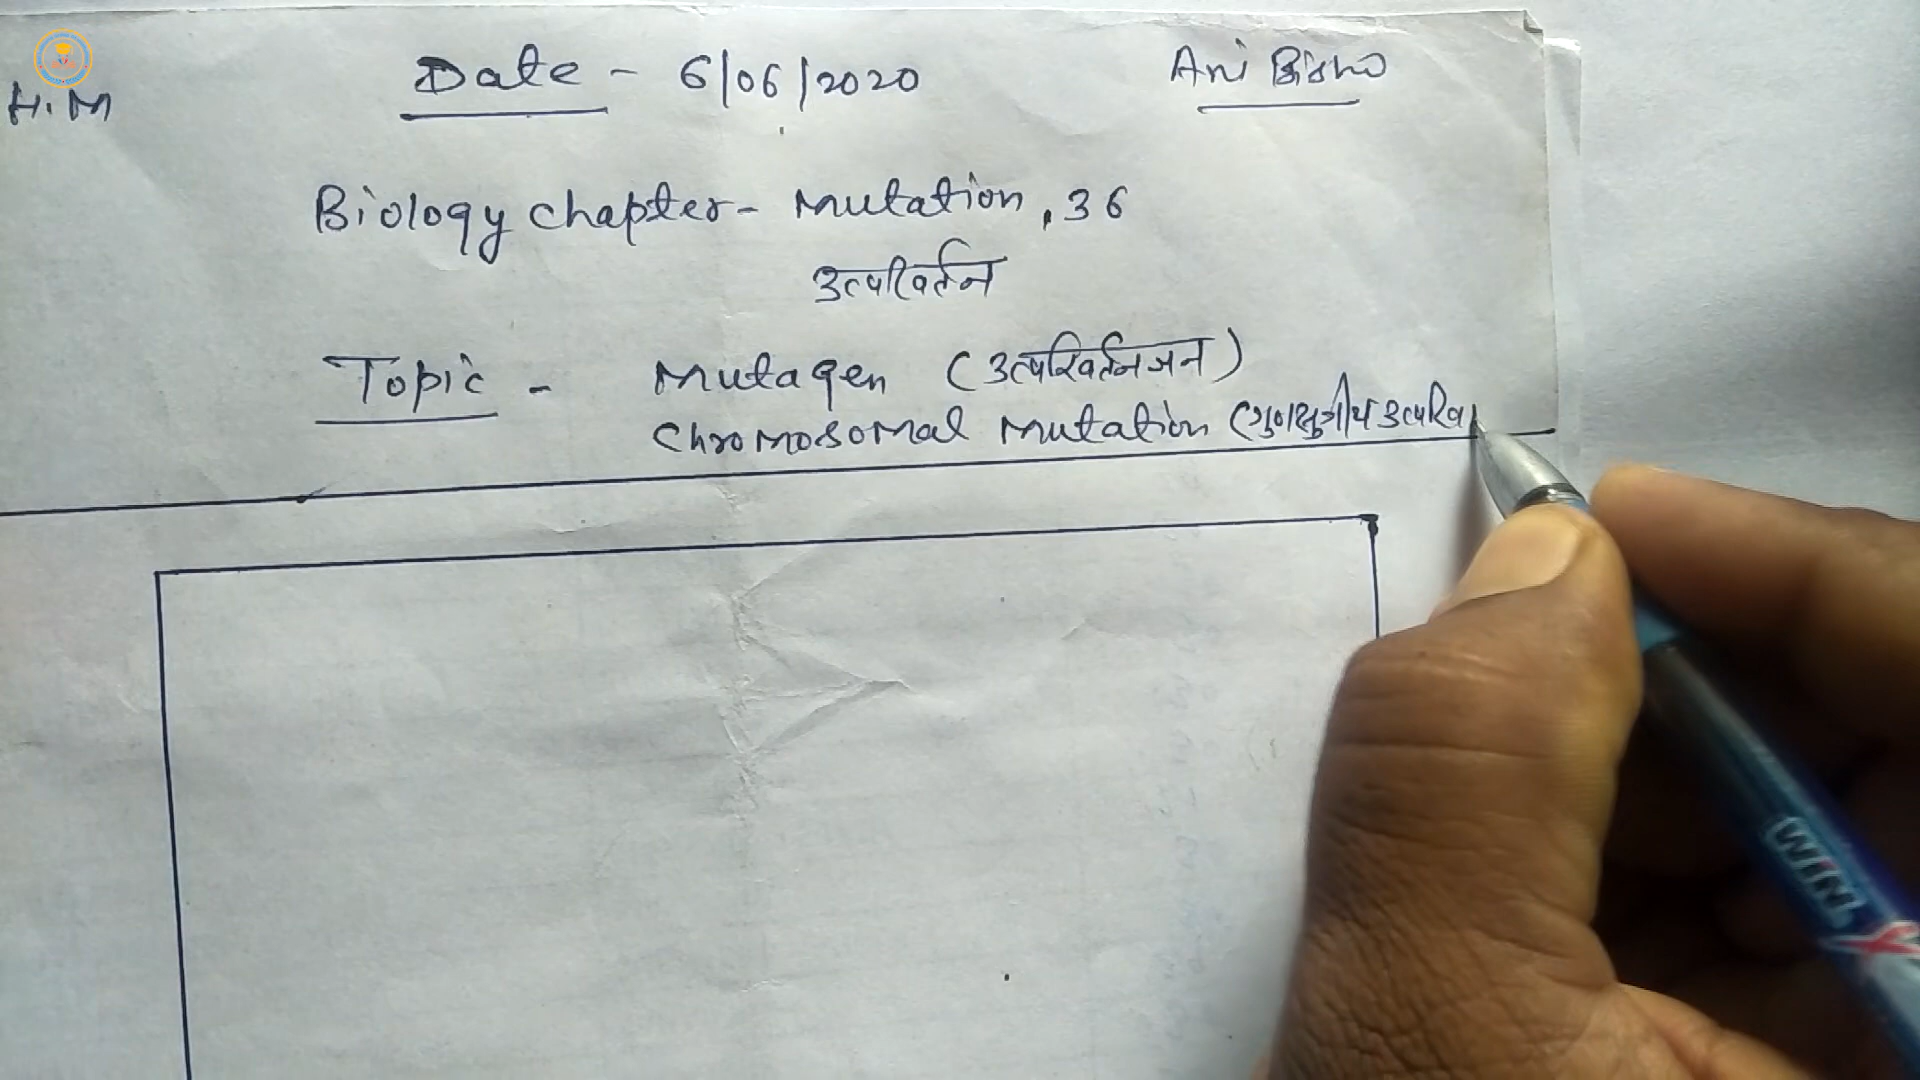 H.M
Date - 6/06/2020
Ani
Biology chapter - Mutation, 36
उत्परिवर्तन
Topic - Mutagen (उत्परिवर्तनजन)
Chromosomal Mutation (गुणसुत्रीय उत्परिव
WIN